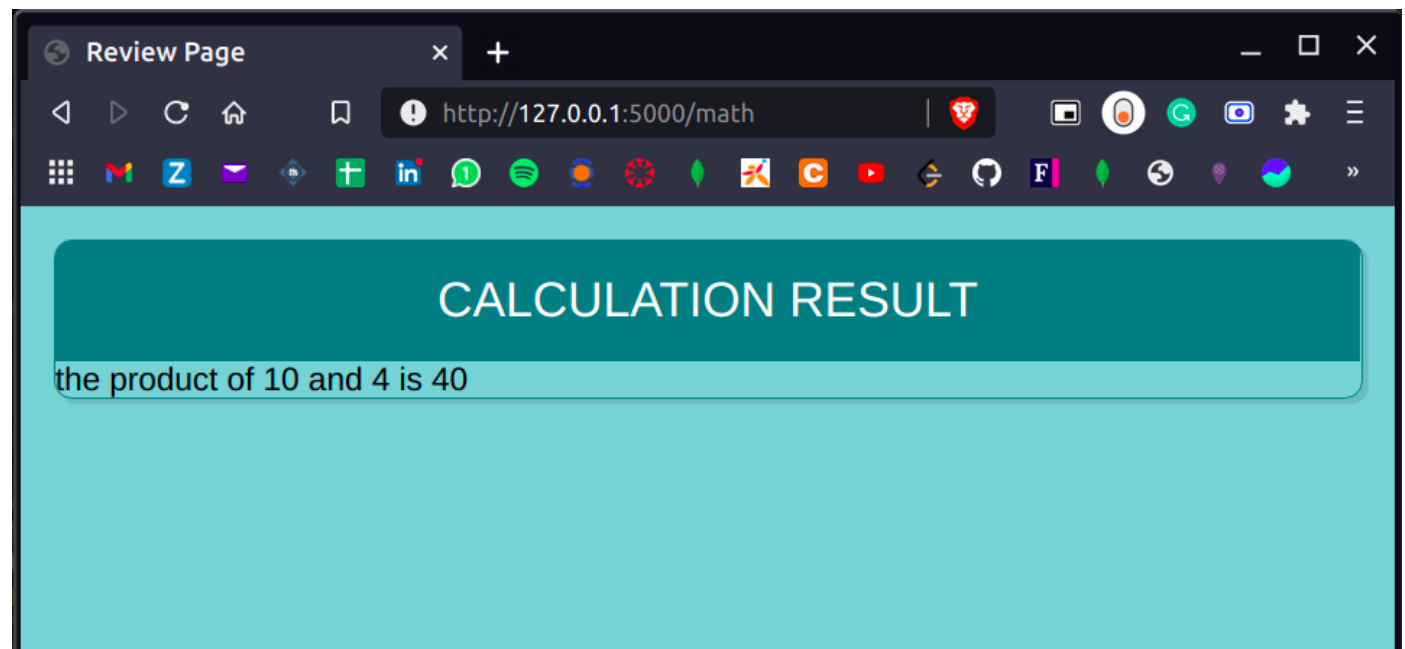 Review Page
http://127.0.0.1:5000/math
CALCULATION RESULT
the product of 10 and 4 is 40